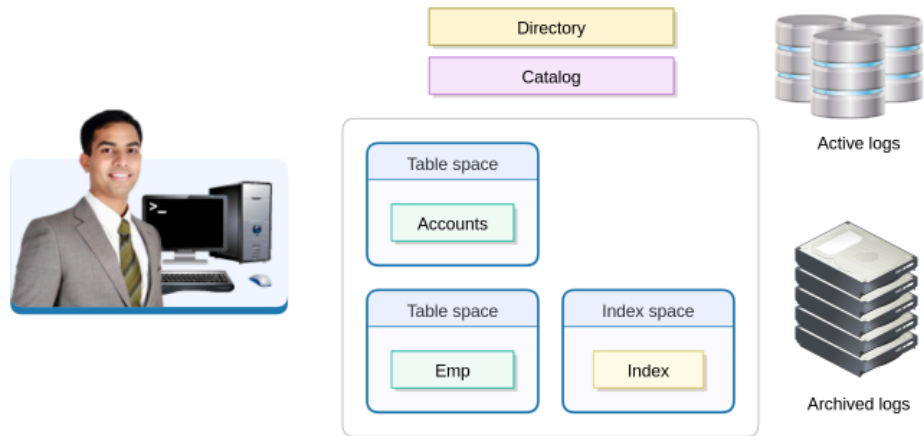 Directory
Catalog
Active logs
Table space
Accounts
>_
Table space
Emp
Index space
Index
Archived logs